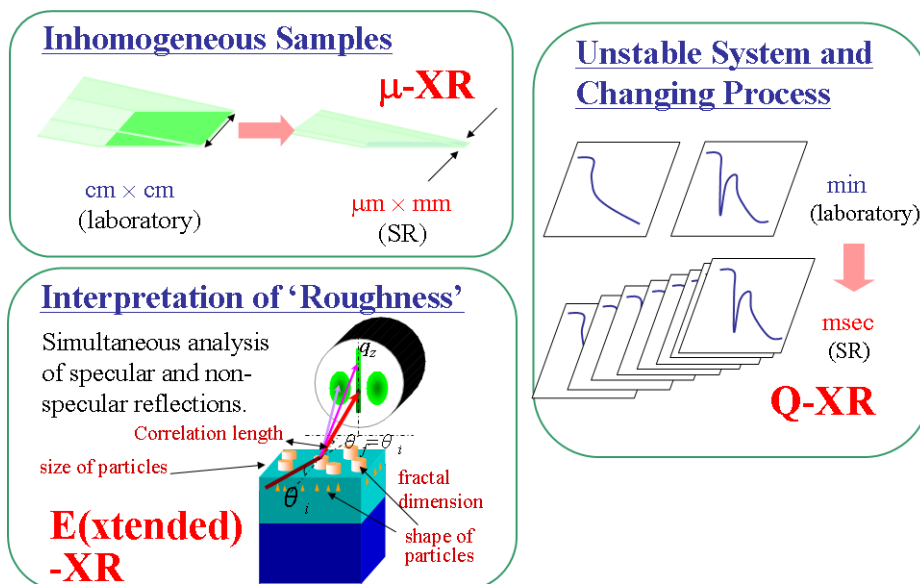 Inhomogeneous Samples
μ-XR
cm × cm
(laboratory)
μm × mm
(SR)
Interpretation of ‘Roughness’
Simultaneous analysis
of specular and non-
specular reflections.
q_z
Correlation length
size of particles
θ_f=θ_i
θ_i
fractal
dimension
shape of
particles
E(xtended)
-XR
Unstable System and
Changing Process
min
(laboratory)
msec
(SR)
Q-XR